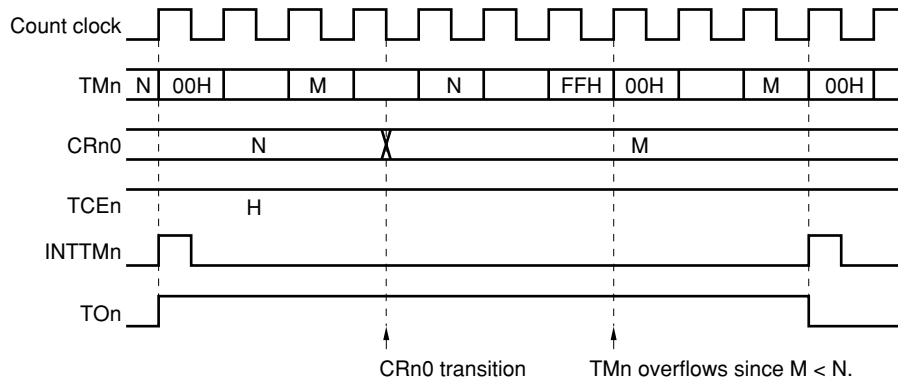 Count clock
TMn N 00H M N FFH 00H M 00H
CRn0 N M
TCEn H
INTTMn
TOn
CRn0 transition TMn overflows since M < N.